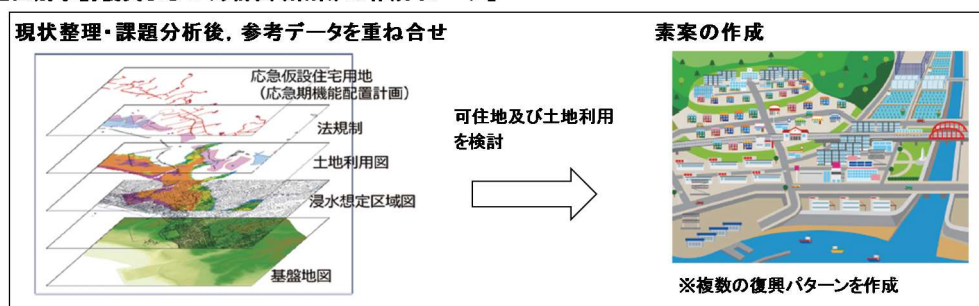 現状整理・課題分析後，参考データを重ね合せ
素案の作成
応急仮設住宅用地
（応急期機能配置計画）
法規制
土地利用図
浸水想定区域図
基盤地図
可住地及び土地利用
を検討
※複数の復興パターンを作成